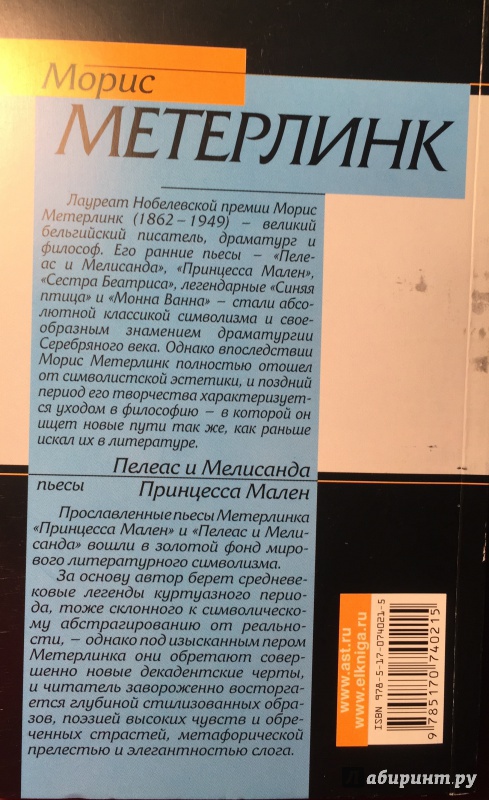 Морис
МЕТЕРЛИНК
Лауреат Нобелевской премии Морис
Метерлинк (1862 – 1949) – великий
бельгийский писатель, драматург и
философ. Его ранние пьесы – «Пеле-
ас и Мелисанда», «Принцесса Мален»,
«Сестра Беатриса», легендарные «Синяя
птица» и «Монна Ванна» – стали абсо-
лютной классикой символизма и свое-
образным знамением драматургии
Серебряного века. Однако впоследствии
Морис Метерлинк полностью отошел
от символистской эстетики, и поздний
период его творчества характеризует-
ся уходом в философию – в которой он
ищет новые пути так же, как раньше
искал их в литературе.
Пелеас и Мелисанда
пьесы Принцесса Мален
Прославленные пьесы Метерлинка
«Принцесса Мален» и «Пелеас и Мели-
санда» вошли в золотой фонд миро-
вого литературного символизма.
За основу автор берет средневе-
ковые легенды куртуазного перио-
да, тоже склонного к символическо-
му абстрагированию от реально-
сти, – однако под изысканным пером
Метерлинка они обретают совер-
шенно новые декадентские черты,
и читатель завороженно восторга-
ется глубиной стилизованных обра-
зов, поэзией высоких чувств и обре-
ченных страстей, метафорической
прелестью и элегантностью слога.
www.ast.ru
www.elkniga.ru
ISBN 978-5-17-074021-5
9785170740215
Лабиринт.ру